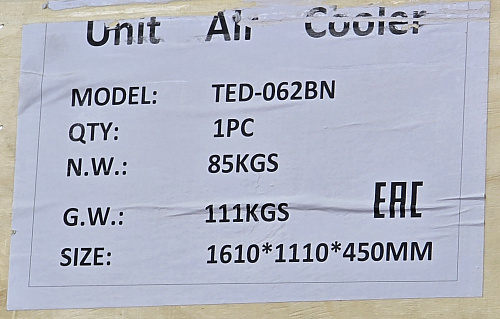 Unit Air Cooler
MODEL: TED-062BN
QTY: 1PC
N.W.: 85KGS
G.W.: 111KGS
EAC
SIZE: 1610*1110*450MM